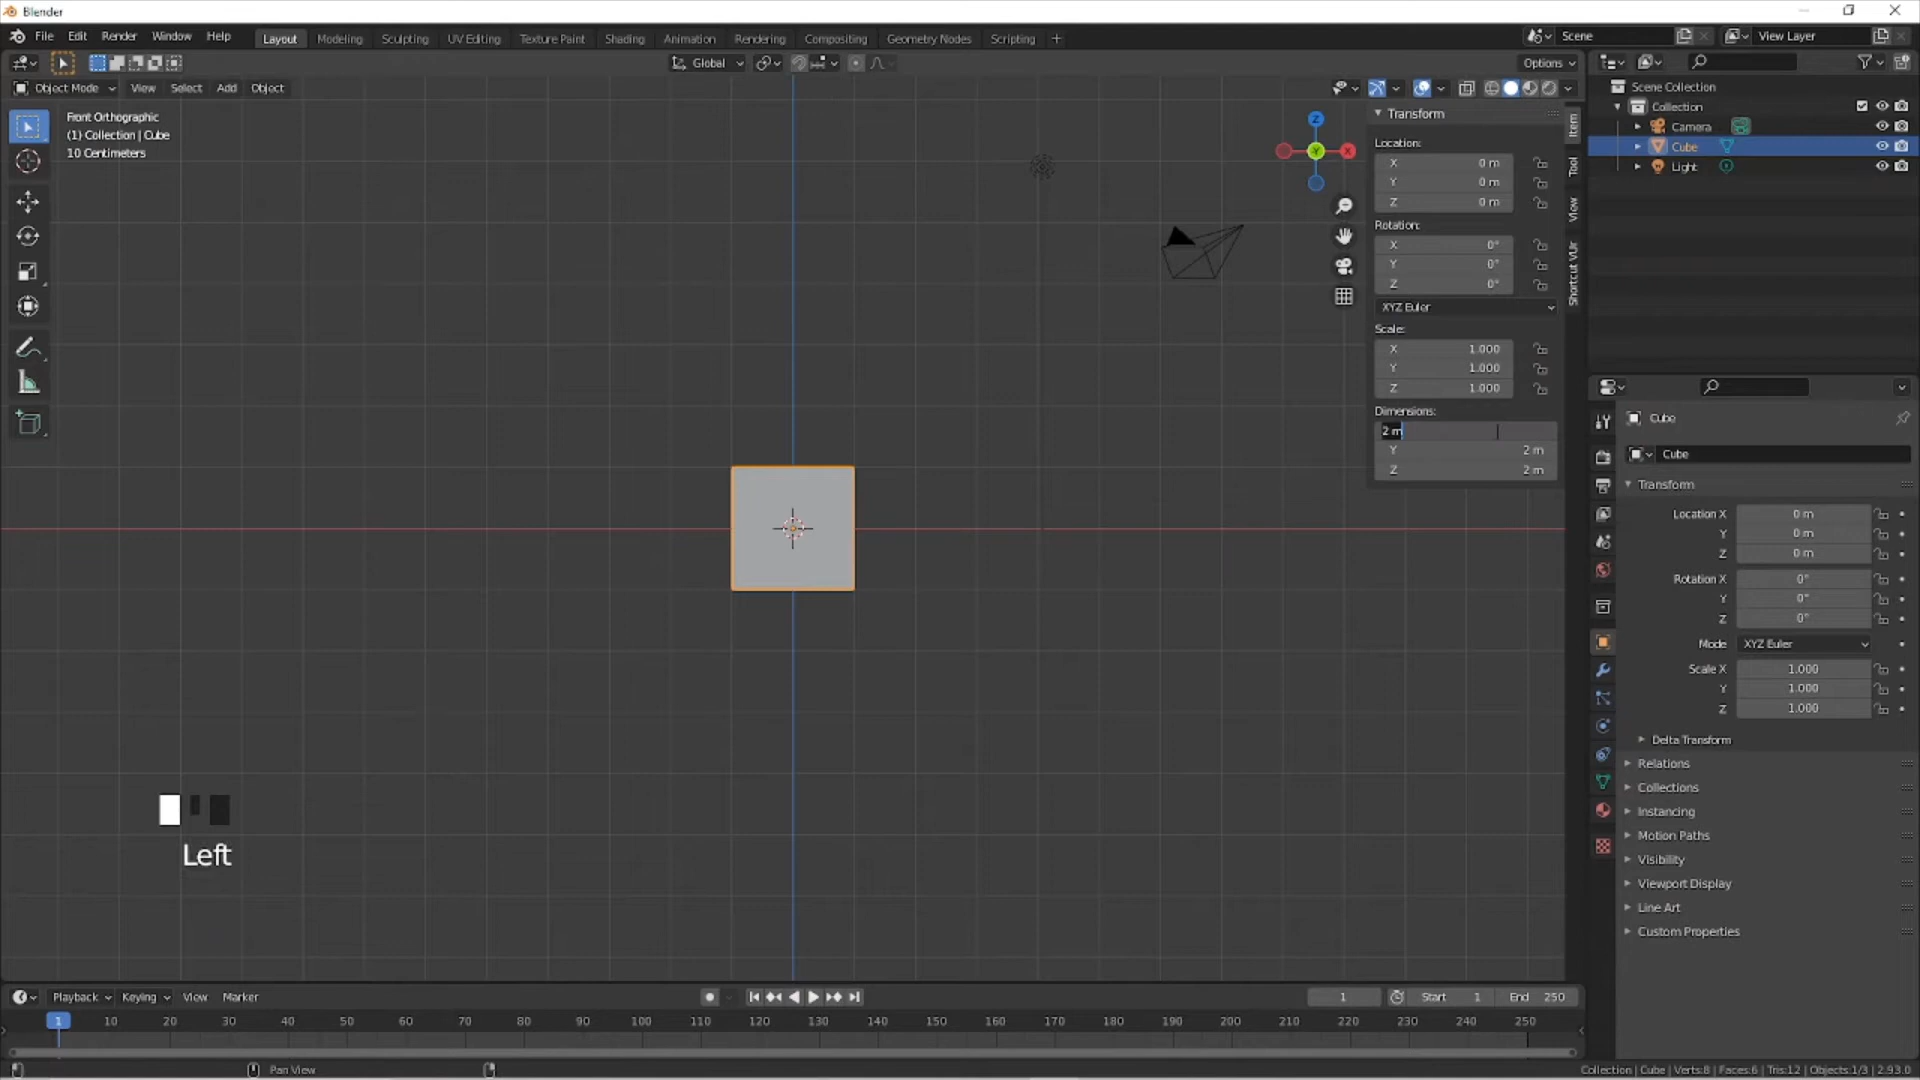 Blender
File Edit Render Window Help
Layout Modeling Sculpting UV Editing Texture Paint Shading Animation Rendering Compositing Geometry Nodes Scripting +
Scene
View Layer
Global
Options
Object Mode View Select Add Object
Front Orthographic
(1) Collection | Cube
10 Centimeters
Z
Y
X
Transform
Location:
X 0 m
Y 0 m
Z 0 m
Rotation:
X 0°
Y 0°
Z 0°
XYZ Euler
Scale:
X 1.000
Y 1.000
Z 1.000
Dimensions:
2 m
Y 2 m
Z 2 m
Item
Tool
View
Shortcut VUr
Scene Collection
Collection
Camera
Cube
Light
Cube
Cube
Transform
Location X 0 m
Y 0 m
Z 0 m
Rotation X 0°
Y 0°
Z 0°
Mode XYZ Euler
Scale X 1.000
Y 1.000
Z 1.000
Delta Transform
Relations
Collections
Instancing
Motion Paths
Visibility
Viewport Display
Line Art
Custom Properties
Left
Playback Keying View Marker
1 Start 1 End 250
1 10 20 30 40 50 60 70 80 90 100 110 120 130 140 150 160 170 180 190 200 210 220 230 240 250
Pan View
Collection | Cube | Verts:8 | Faces:6 | Tris:12 | Objects:1/3 | 2.93.0